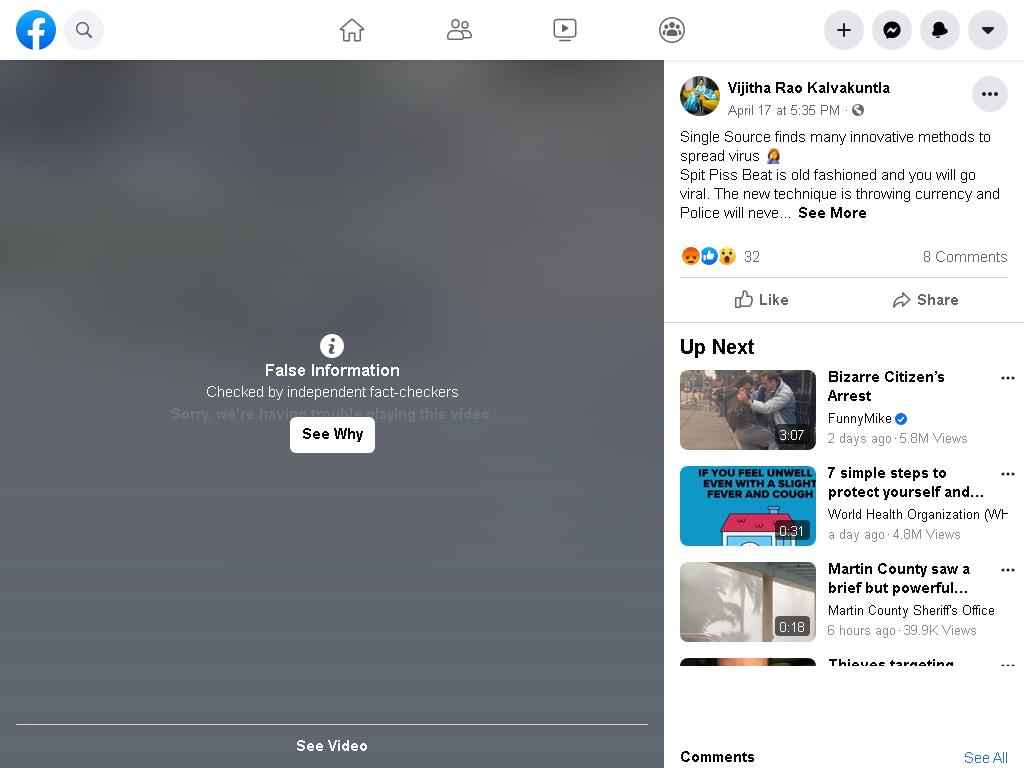 Vijitha Rao Kalvakuntla
April 17 at 5:35 PM ·
Single Source finds many innovative methods to
spread virus 🤦‍♀️
Spit Piss Beat is old fashioned and you will go
viral. The new technique is throwing currency and
Police will neve... See More
32
8 Comments
Like
Share
False Information
Checked by independent fact-checkers
Sorry, we're having trouble playing this video.
See Why
See Video
Up Next
Bizarre Citizen's
Arrest
FunnyMike
2 days ago · 5.8M Views
3:07
IF YOU FEEL UNWELL
EVEN WITH A SLIGHT
FEVER AND COUGH
0:31
7 simple steps to
protect yourself and...
World Health Organization (WH
a day ago · 4.8M Views
0:18
Martin County saw a
brief but powerful...
Martin County Sheriff's Office
6 hours ago · 39.9K Views
Thieves targeting
Comments
See All